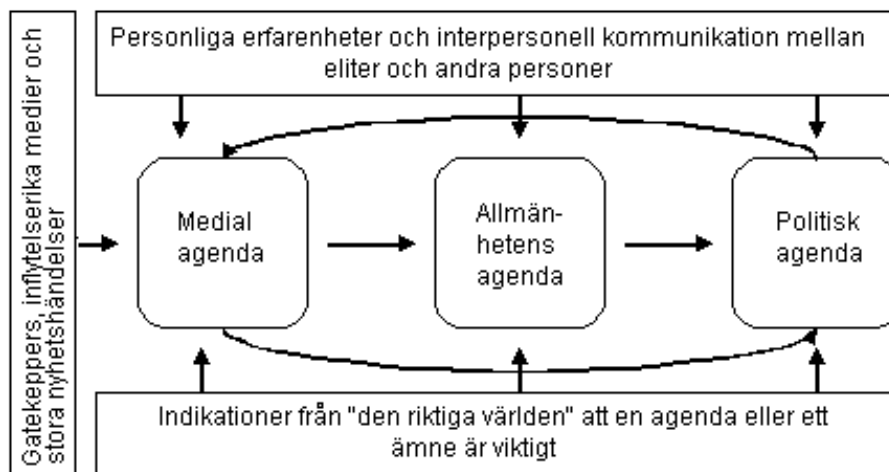 Gatekeppers, inflytelserika medier och
stora nyhetshändelser
Personliga erfarenheter och interpersonell kommunikation mellan
eliter och andra personer
Medial
agenda
Allmän-
hetens
agenda
Politisk
agenda
Indikationer från "den riktiga världen" att en agenda eller ett
ämne är viktigt